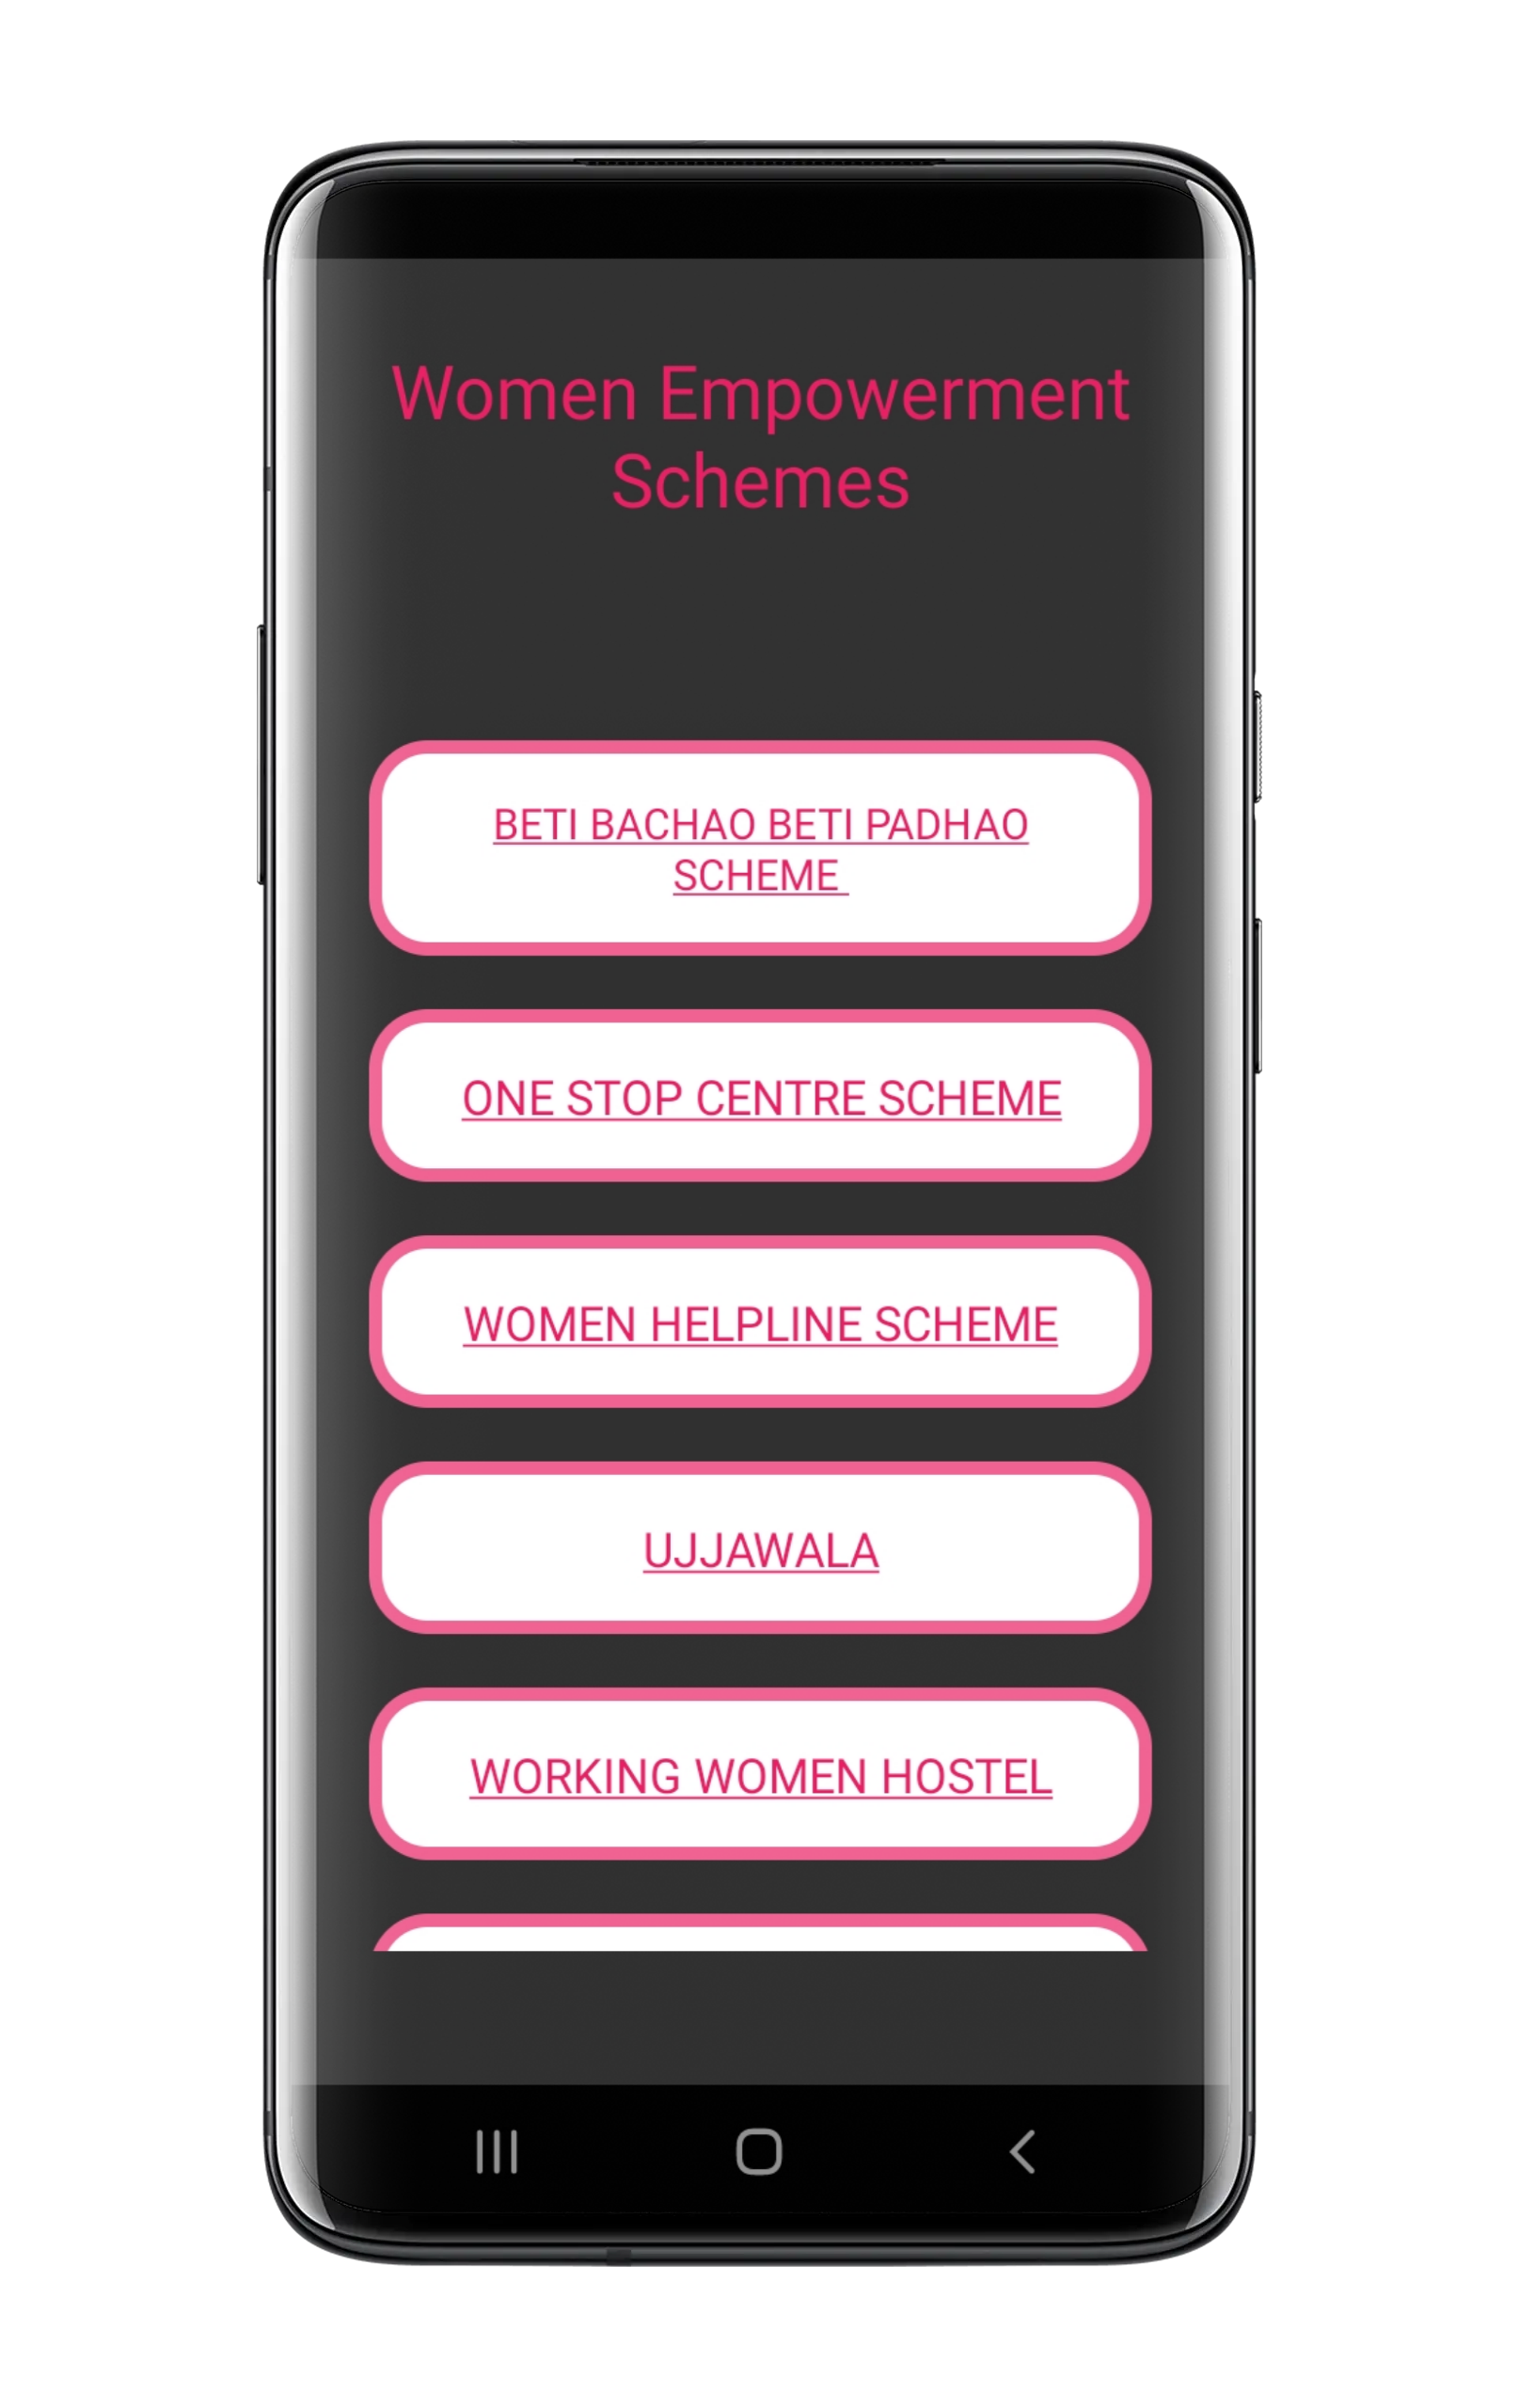 Women Empowerment
Schemes
BETI BACHAO BETI PADHAO
SCHEME
ONE STOP CENTRE SCHEME
WOMEN HELPLINE SCHEME
UJJAWALA
WORKING WOMEN HOSTEL